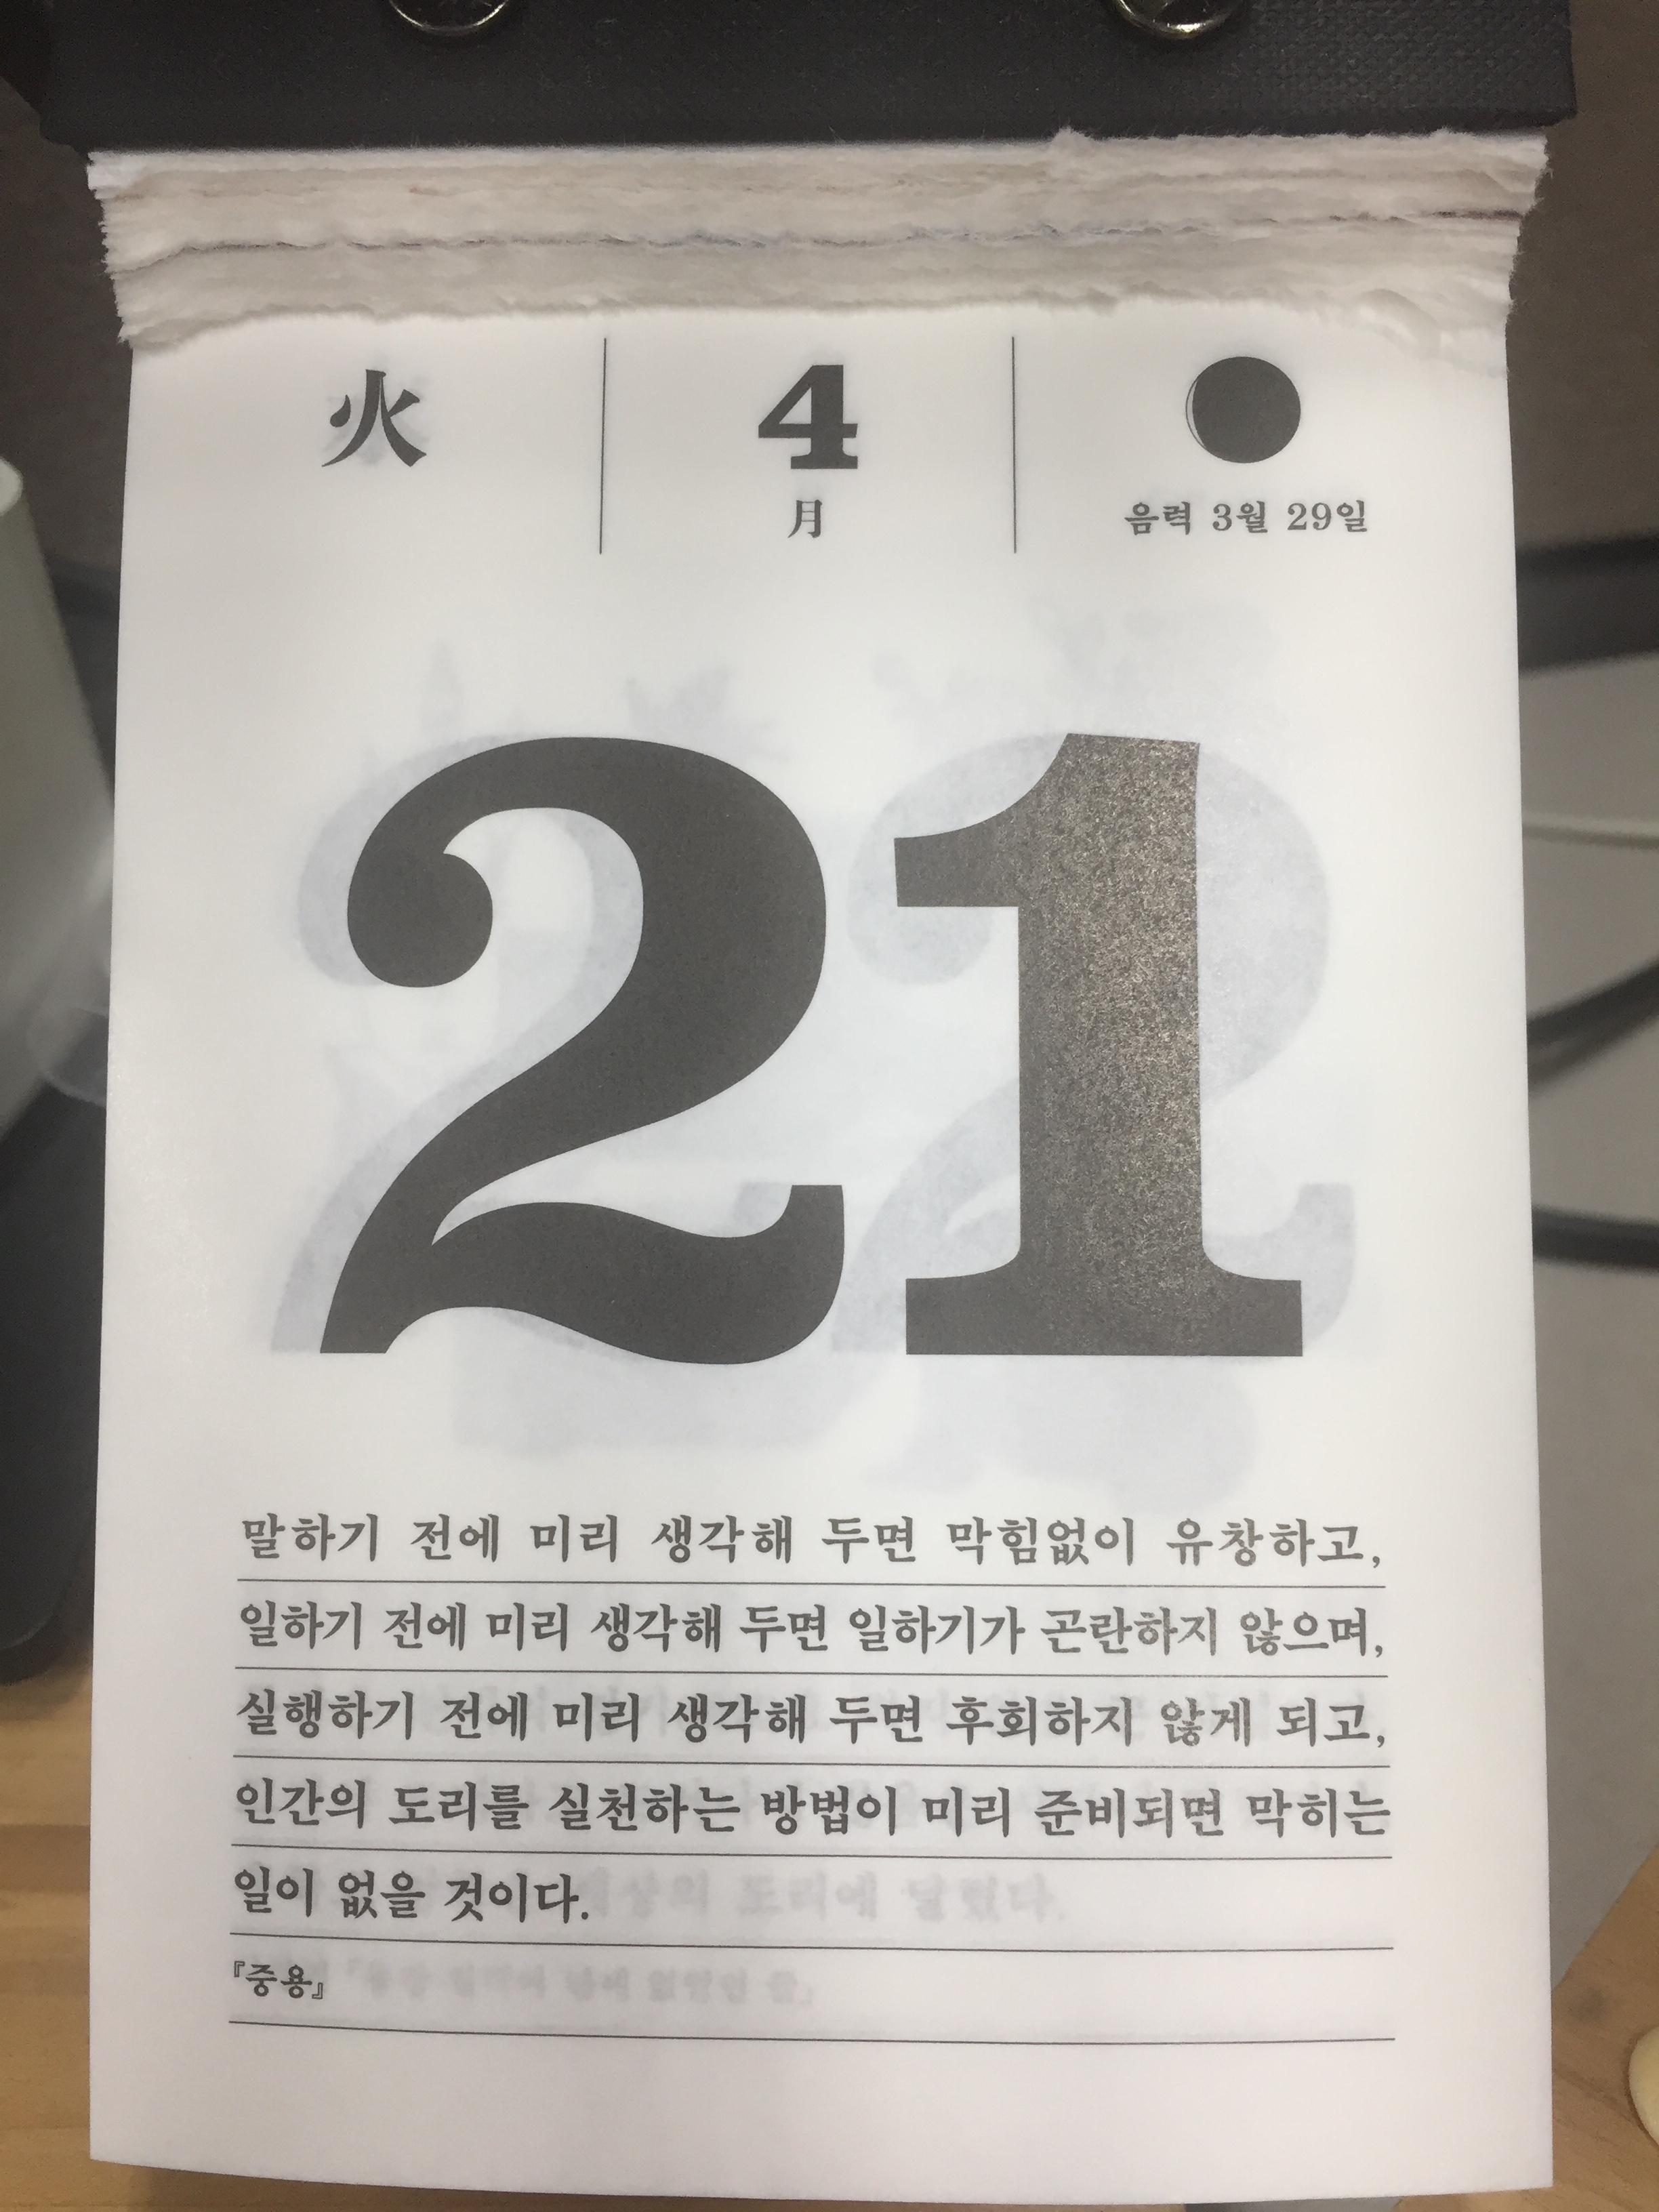 火
4
月
음력 3월 29일
21
말하기 전에 미리 생각해 두면 막힘없이 유창하고,
일하기 전에 미리 생각해 두면 일하기가 곤란하지 않으며,
실행하기 전에 미리 생각해 두면 후회하지 않게 되고,
인간의 도리를 실천하는 방법이 미리 준비되면 막히는
일이 없을 것이다.
『중용』